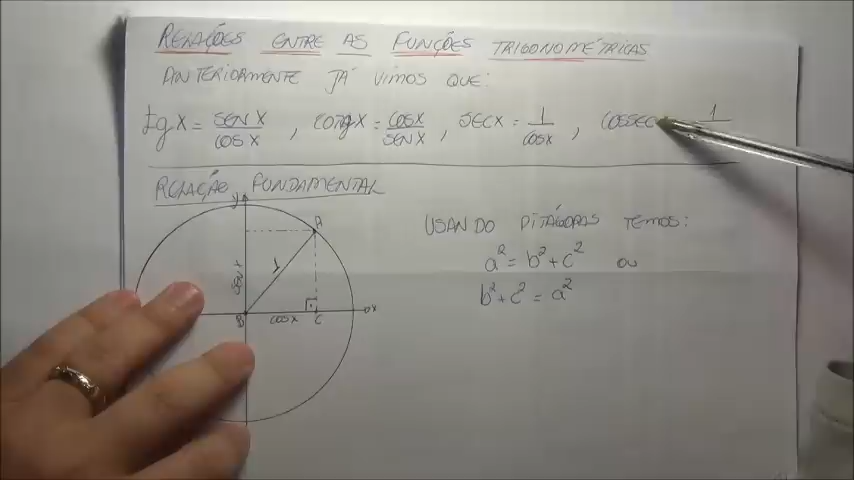 RELAÇÕES ENTRE AS FUNÇÕES TRIGONOMÉTRICAS
ANTERIORMENTE JÁ VIMOS QUE:
tg x = SEN X / COS X , COTG X = COS X / SEN X , SEC X = 1 / COS X , COSSEC 1
RELAÇÃO FUNDAMENTAL
y
A
USANDO PITÁGORAS TEMOS:
1
a² = b² + c² ou
b² + c² = a²
B COS X C x